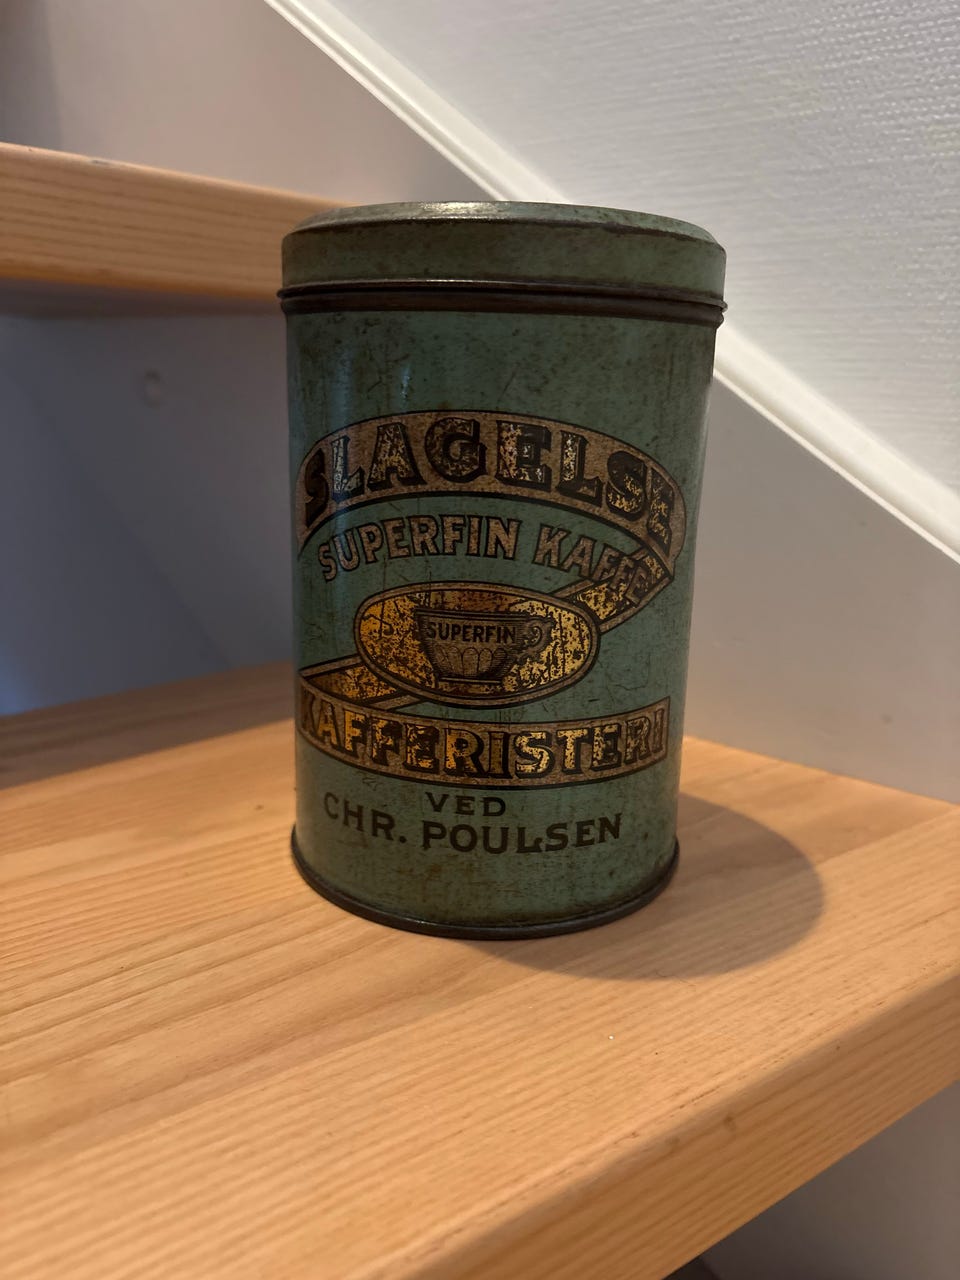 SLAGELSE
SUPERFIN KAFFE
SUPERFIN
KAFFERISTERI
VED
CHR. POULSEN